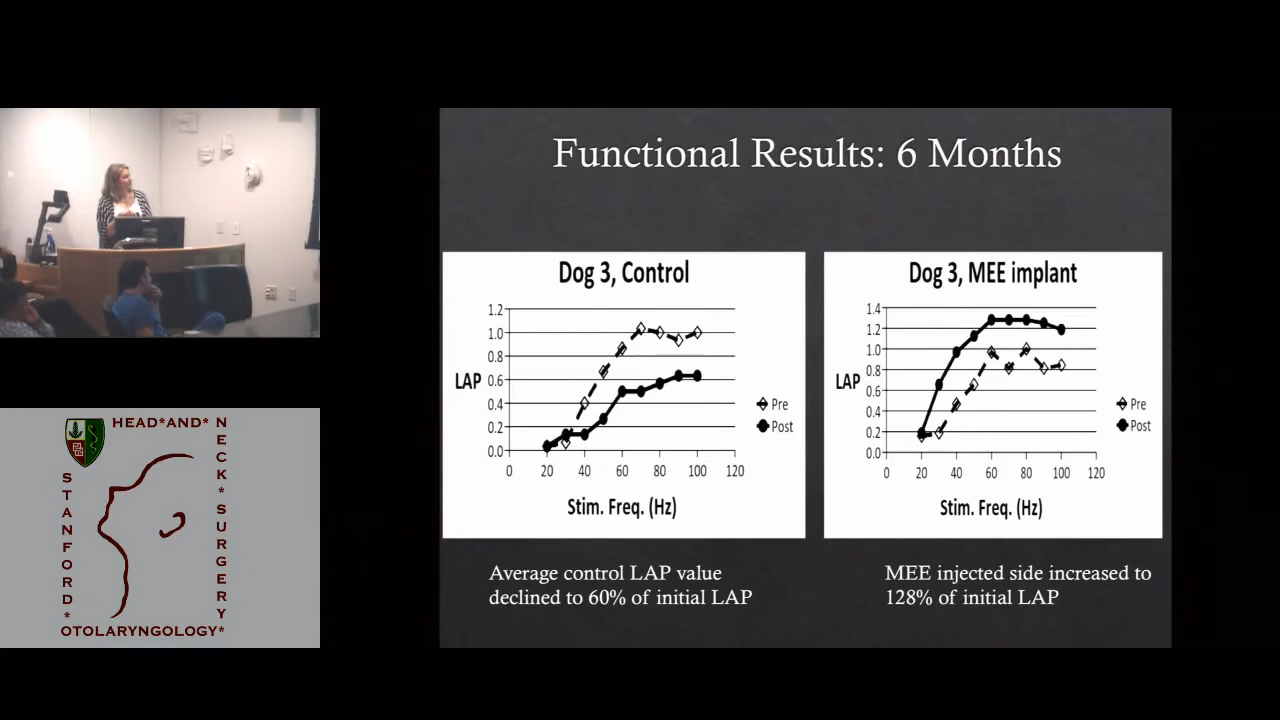 Functional Results: 6 Months
Dog 3, Control
1.2
1.0
0.8
0.6
0.4
0.2
0.0
LAP
0 20 40 60 80 100 120
Stim. Freq. (Hz)
Pre
Post
Dog 3, MEE implant
1.4
1.2
1.0
0.8
0.6
0.4
0.2
0.0
LAP
0 20 40 60 80 100 120
Stim. Freq. (Hz)
Pre
Post
Average control LAP value
declined to 60% of initial LAP
MEE injected side increased to
128% of initial LAP
HEAD*AND*
NECK*SURGERY*
STANFORD*
OTOLARYNGOLOGY*